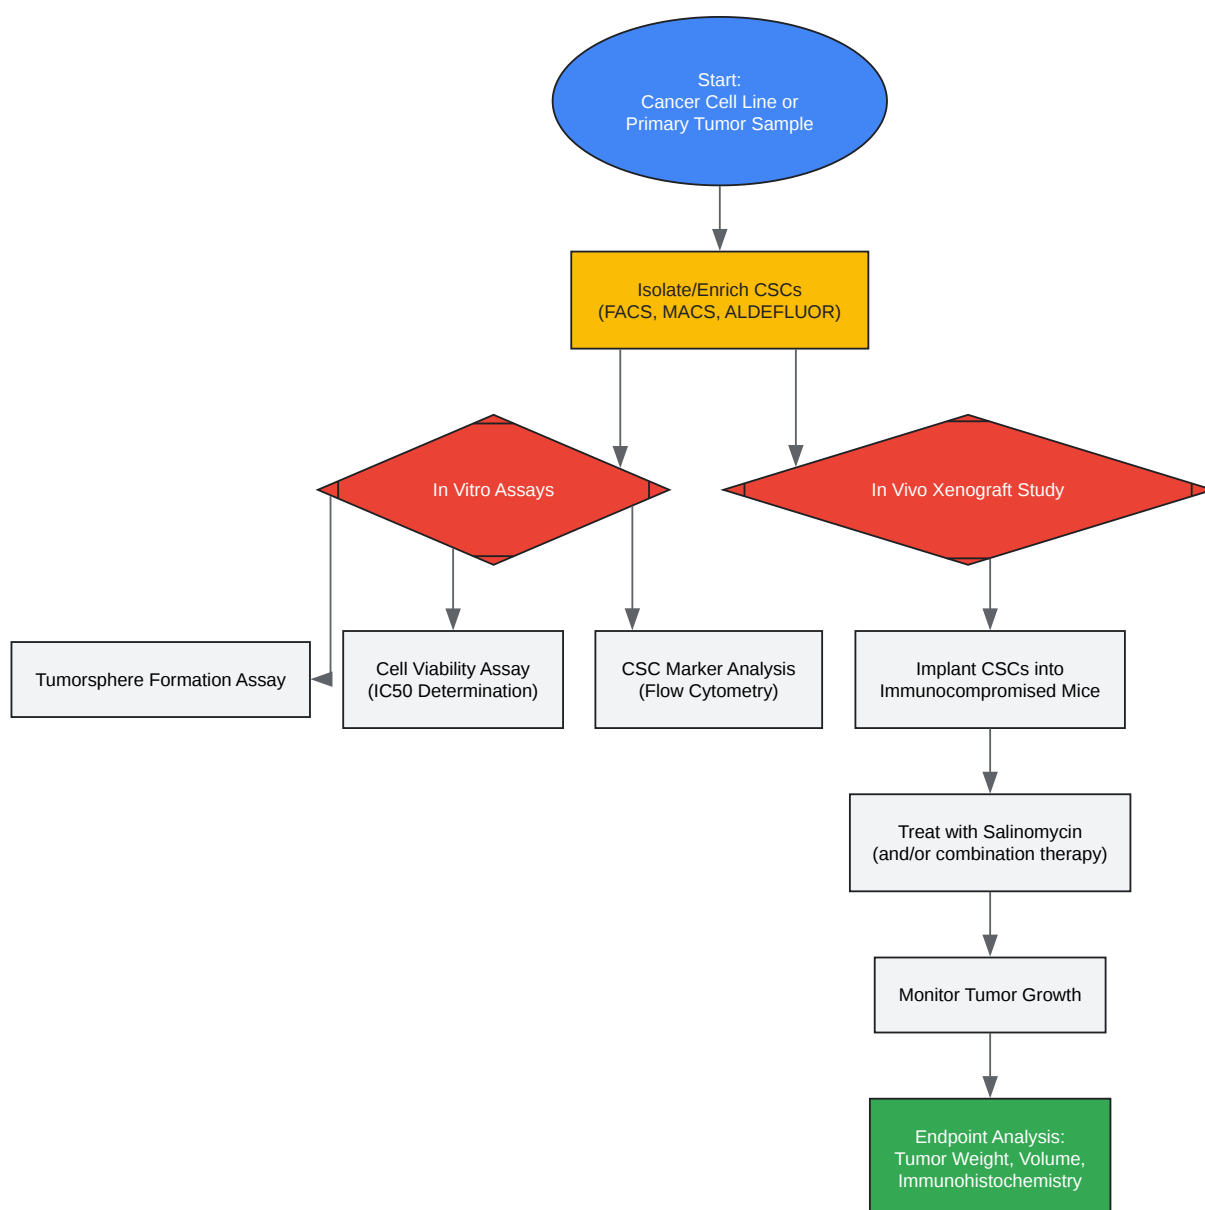 Start:
Cancer Cell Line or
Primary Tumor Sample
Isolate/Enrich CSCs
(FACS, MACS, ALDEFLUOR)
In Vitro Assays
In Vivo Xenograft Study
Tumorsphere Formation Assay
Cell Viability Assay
(IC50 Determination)
CSC Marker Analysis
(Flow Cytometry)
Implant CSCs into
Immunocompromised Mice
Treat with Salinomycin
(and/or combination therapy)
Monitor Tumor Growth
Endpoint Analysis:
Tumor Weight, Volume,
Immunohistochemistry